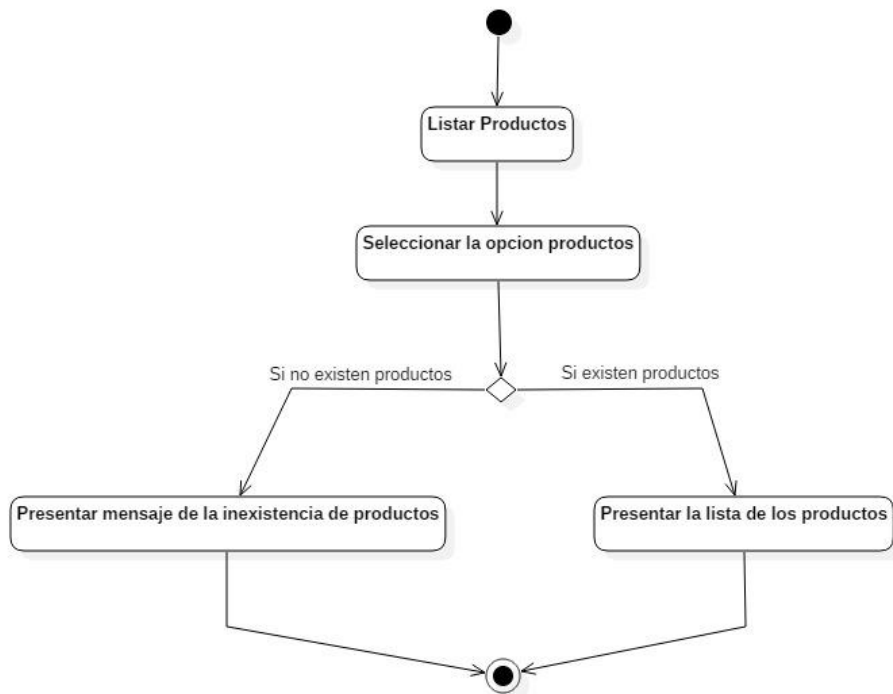 Listar Productos
Seleccionar la opcion productos
Si no existen productos
Si existen productos
Presentar mensaje de la inexistencia de productos
Presentar la lista de los productos